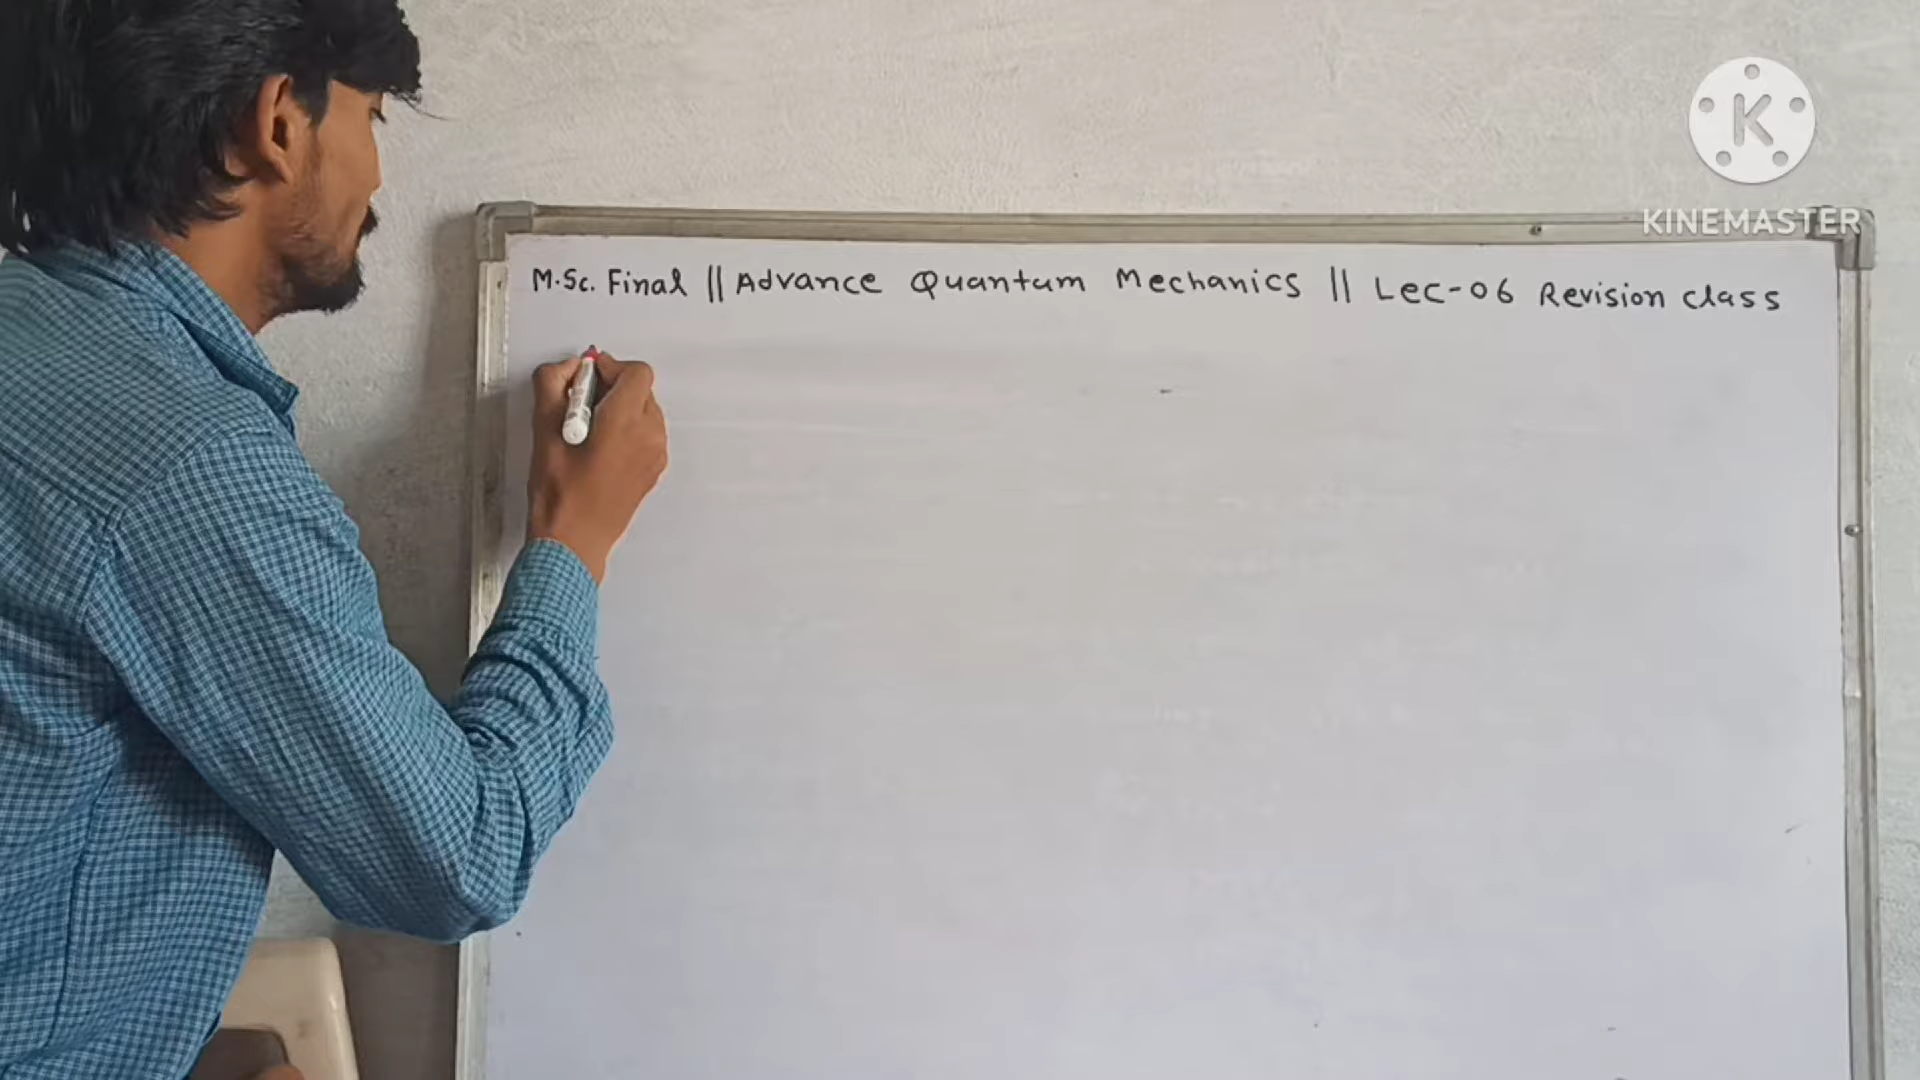 K
KINEMASTER
M.Sc. Final || Advance Quantum Mechanics || Lec-06 Revision class